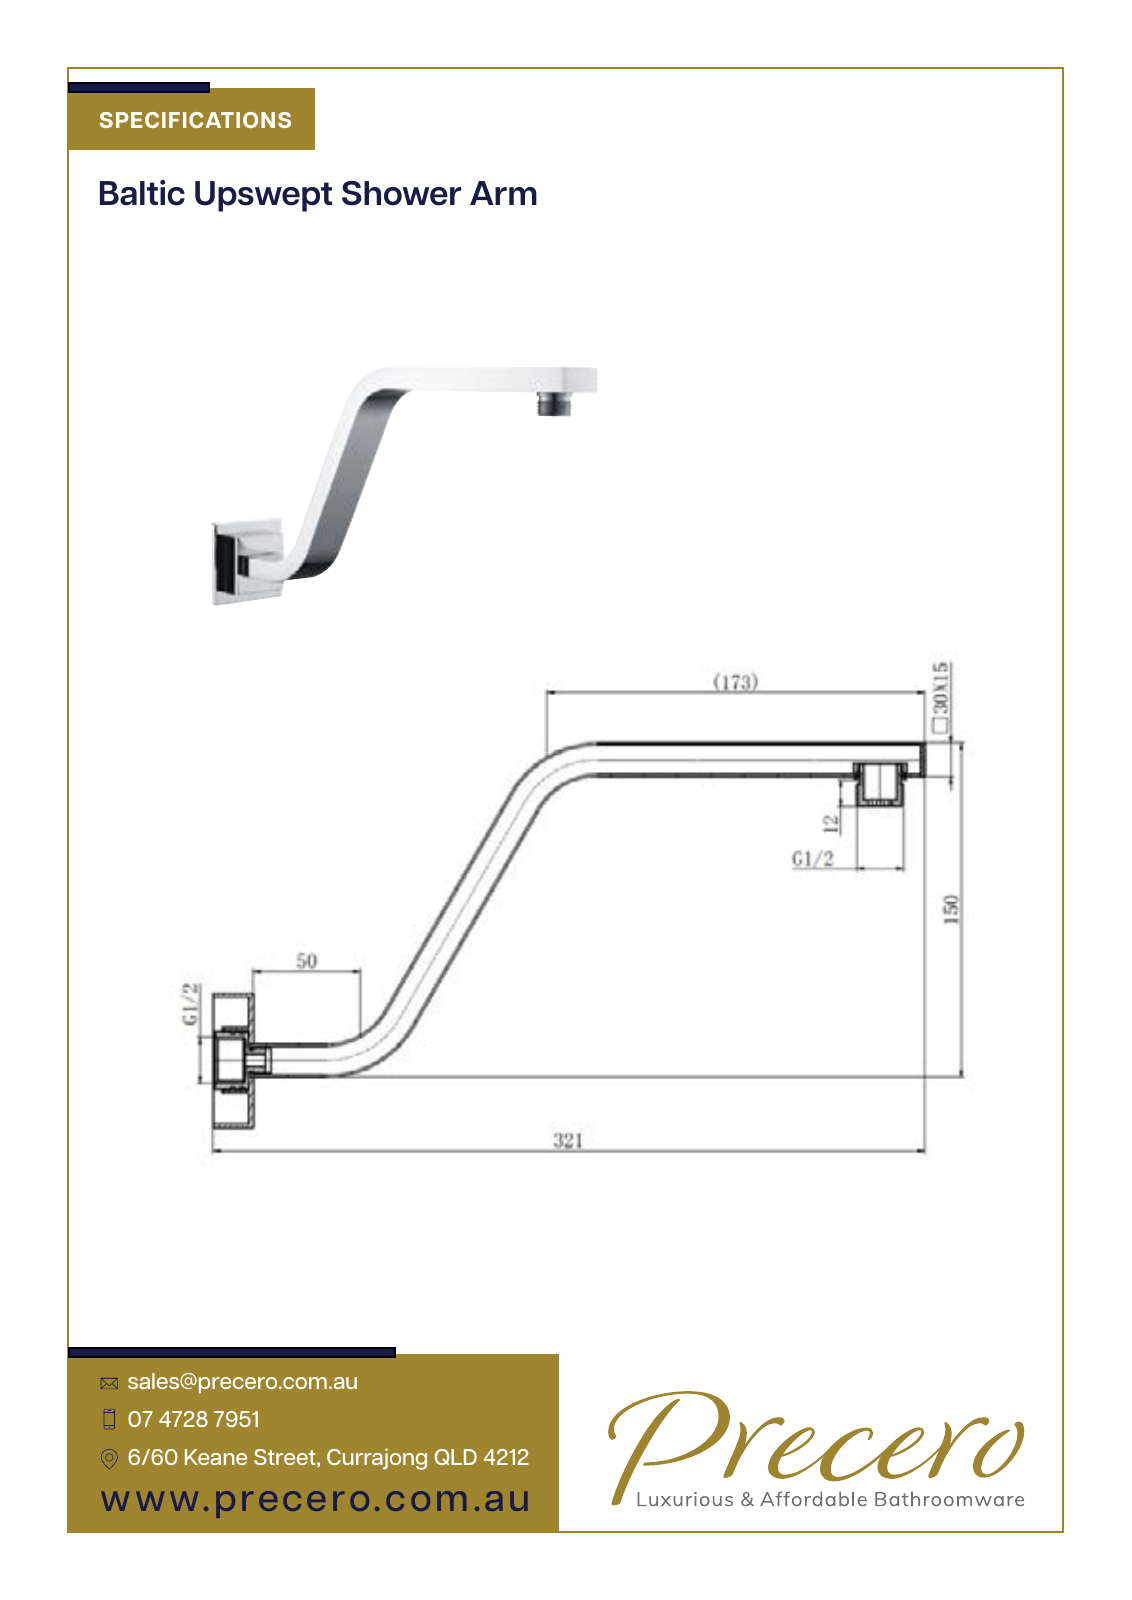 SPECIFICATIONS
Baltic Upswept Shower Arm
(173)
□30X15
12
G1/2
150
50
G1/2
321
sales@precero.com.au
07 4728 7951
6/60 Keane Street, Currajong QLD 4212
www.precero.com.au
Precero
Luxurious & Affordable Bathroomware